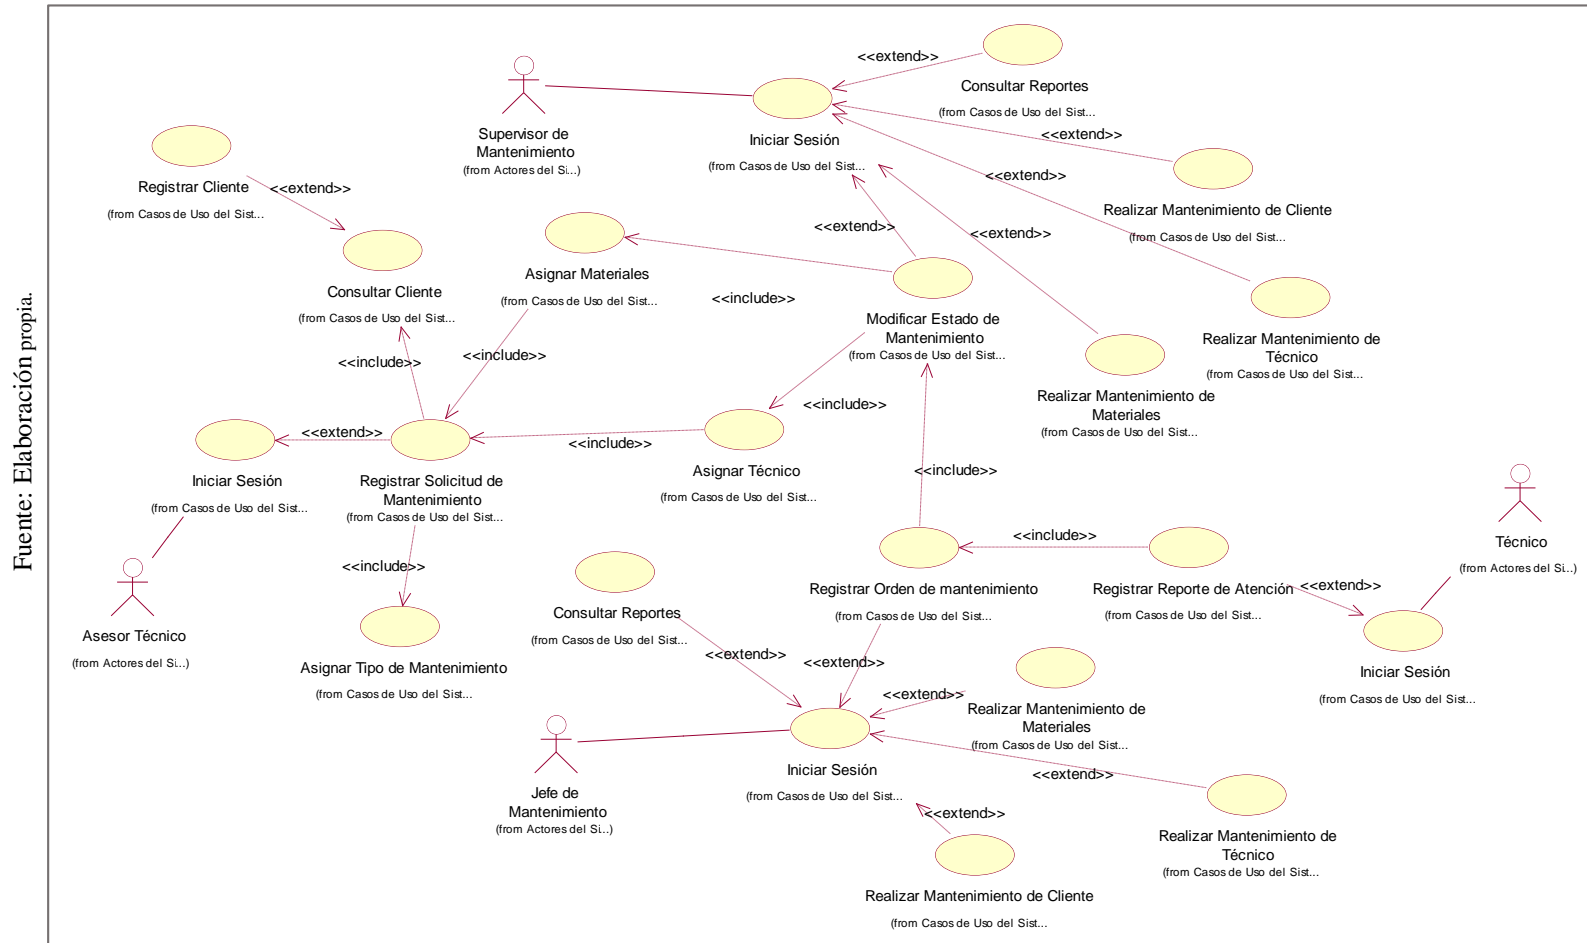 Fuente: Elaboración propia.
<<extend>>
Consultar Reportes
(from Casos de Uso del Sist...
Supervisor de
Mantenimiento
(from Actores del Si...)
Iniciar Sesión
(from Casos de Uso del Sist...
<<extend>>
Realizar Mantenimiento de Cliente
(from Casos de Uso del Sist...
<<extend>>
Realizar Mantenimiento de
Técnico
(from Casos de Uso del Sist...
<<extend>>
Realizar Mantenimiento de
Materiales
(from Casos de Uso del Sist...
<<extend>>
Modificar Estado de
Mantenimiento
(from Casos de Uso del Sist...
Registrar Cliente
(from Casos de Uso del Sist...
<<extend>>
Consultar Cliente
(from Casos de Uso del Sist...
<<include>>
Asignar Materiales
(from Casos de Uso del Sist...
<<include>>
<<include>>
<<include>>
Asignar Técnico
(from Casos de Uso del Sist...
<<include>>
<<extend>>
Iniciar Sesión
(from Casos de Uso del Sist...
Registrar Solicitud de
Mantenimiento
(from Casos de Uso del Sist...
<<include>>
Asesor Técnico
(from Actores del Si...)
Asignar Tipo de Mantenimiento
(from Casos de Uso del Sist...
<<include>>
Registrar Orden de mantenimiento
(from Casos de Uso del Sist...
<<include>>
Registrar Reporte de Atención
(from Casos de Uso del Sist...
<<extend>>
Técnico
(from Actores del Si...)
Iniciar Sesión
(from Casos de Uso del Sist...
Consultar Reportes
(from Casos de Uso del Sist...
<<extend>>
<<extend>>
<<extend>>
Realizar Mantenimiento de
Materiales
(from Casos de Uso del Sist...
Jefe de
Mantenimiento
(from Actores del Si...)
Iniciar Sesión
(from Casos de Uso del Sist...
<<extend>>
Realizar Mantenimiento de
Técnico
(from Casos de Uso del Sist...
<<extend>>
Realizar Mantenimiento de Cliente
(from Casos de Uso del Sist...